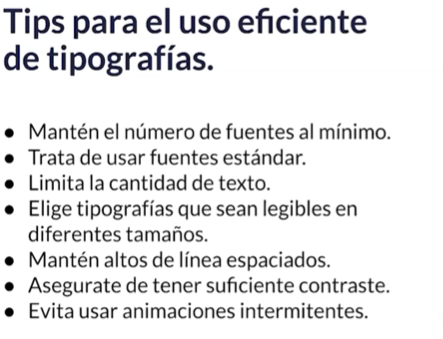 Tips para el uso eficiente
de tipografías.
● Mantén el número de fuentes al mínimo.
● Trata de usar fuentes estándar.
● Limita la cantidad de texto.
● Elige tipografías que sean legibles en
diferentes tamaños.
● Mantén altos de línea espaciados.
● Asegurate de tener suficiente contraste.
● Evita usar animaciones intermitentes.